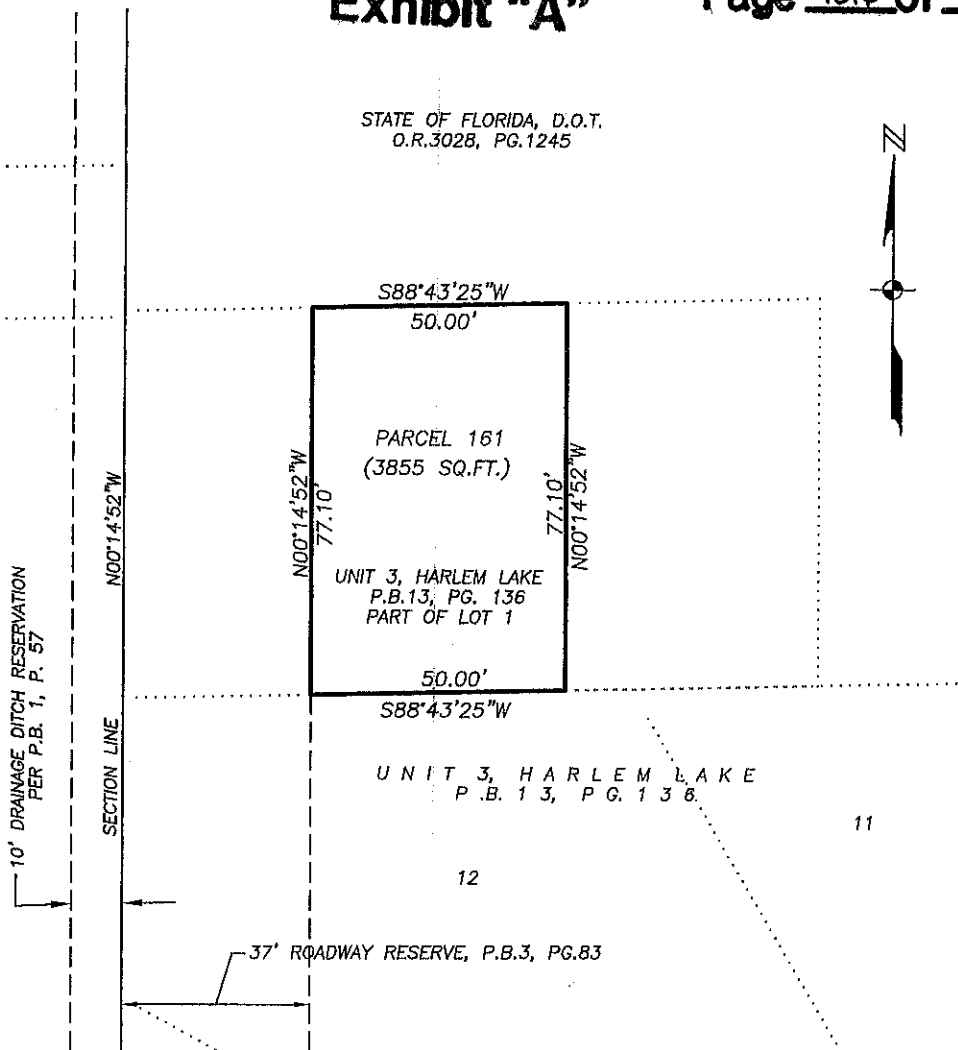 Exhibit "A"
Page of
STATE OF FLORIDA, D.O.T.
O.R.3028, PG.1245
N
S88°43'25"W
50.00'
PARCEL 161
(3855 SQ.FT.)
N00°14'52"W
N00°14'52"W
77.10'
77.10'
N00°14'52"W
UNIT 3, HARLEM LAKE
P.B.13, PG. 136
PART OF LOT 1
50.00'
S88°43'25"W
10' DRAINAGE DITCH RESERVATION
PER P.B. 1, P. 57
SECTION LINE
UNIT 3, HARLEM LAKE
P.B. 13, PG. 136
11
12
37' ROADWAY RESERVE, P.B.3, PG.83